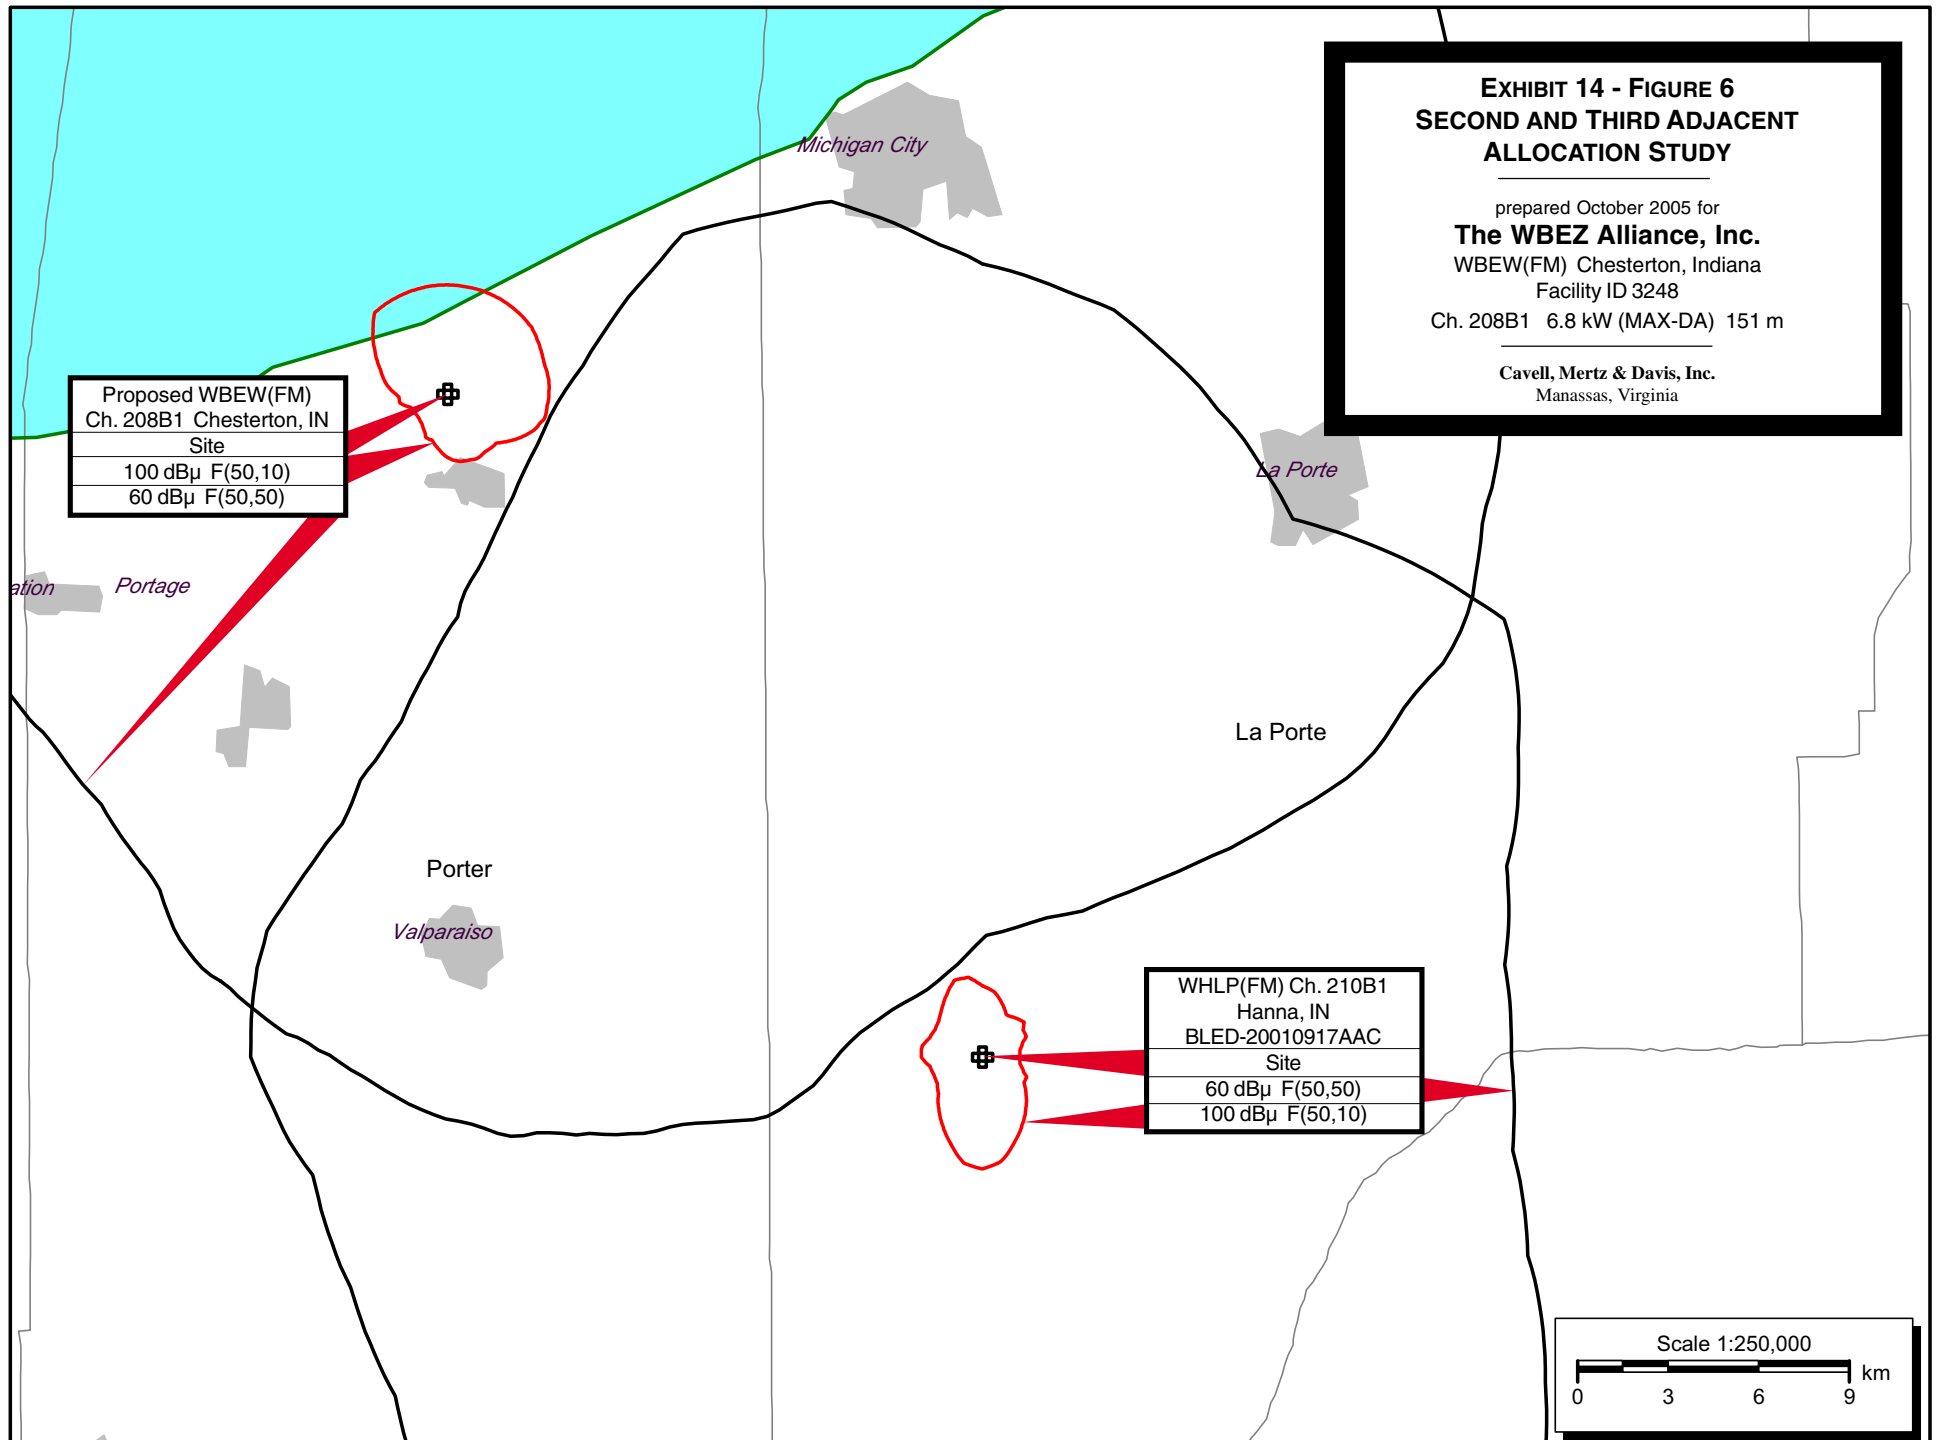 EXHIBIT 14 - FIGURE 6
SECOND AND THIRD ADJACENT
ALLOCATION STUDY
prepared October 2005 for
The WBEZ Alliance, Inc.
WBEW(FM) Chesterton, Indiana
Facility ID 3248
Ch. 208B1 6.8 kW (MAX-DA) 151 m
Cavell, Mertz & Davis, Inc.
Manassas, Virginia
Michigan City
Proposed WBEW(FM)
Ch. 208B1 Chesterton, IN
Site
100 dBµ F(50,10)
60 dBµ F(50,50)
La Porte
ation
Portage
La Porte
Porter
Valparaiso
WHLP(FM) Ch. 210B1
Hanna, IN
BLED-20010917AAC
Site
60 dBµ F(50,50)
100 dBµ F(50,10)
Scale 1:250,000
km
0 3 6 9